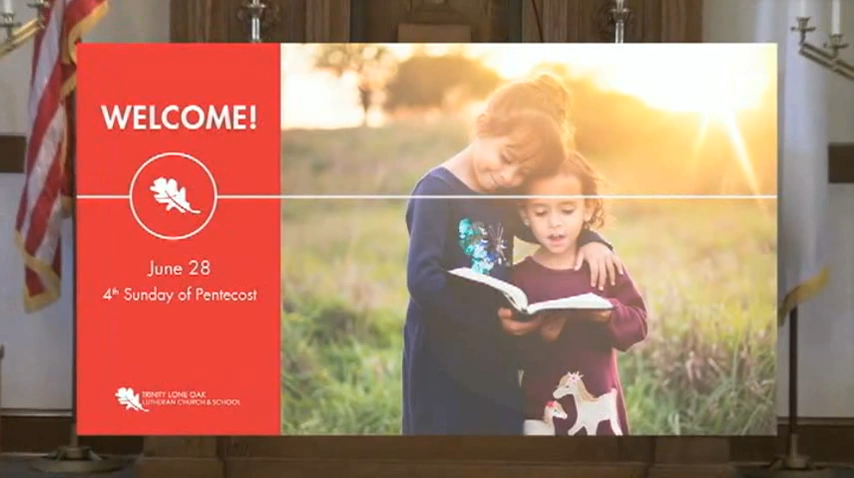 WELCOME!
June 28
4th Sunday of Pentecost
TRINITY LONE OAK
LUTHERAN CHURCH & SCHOOL